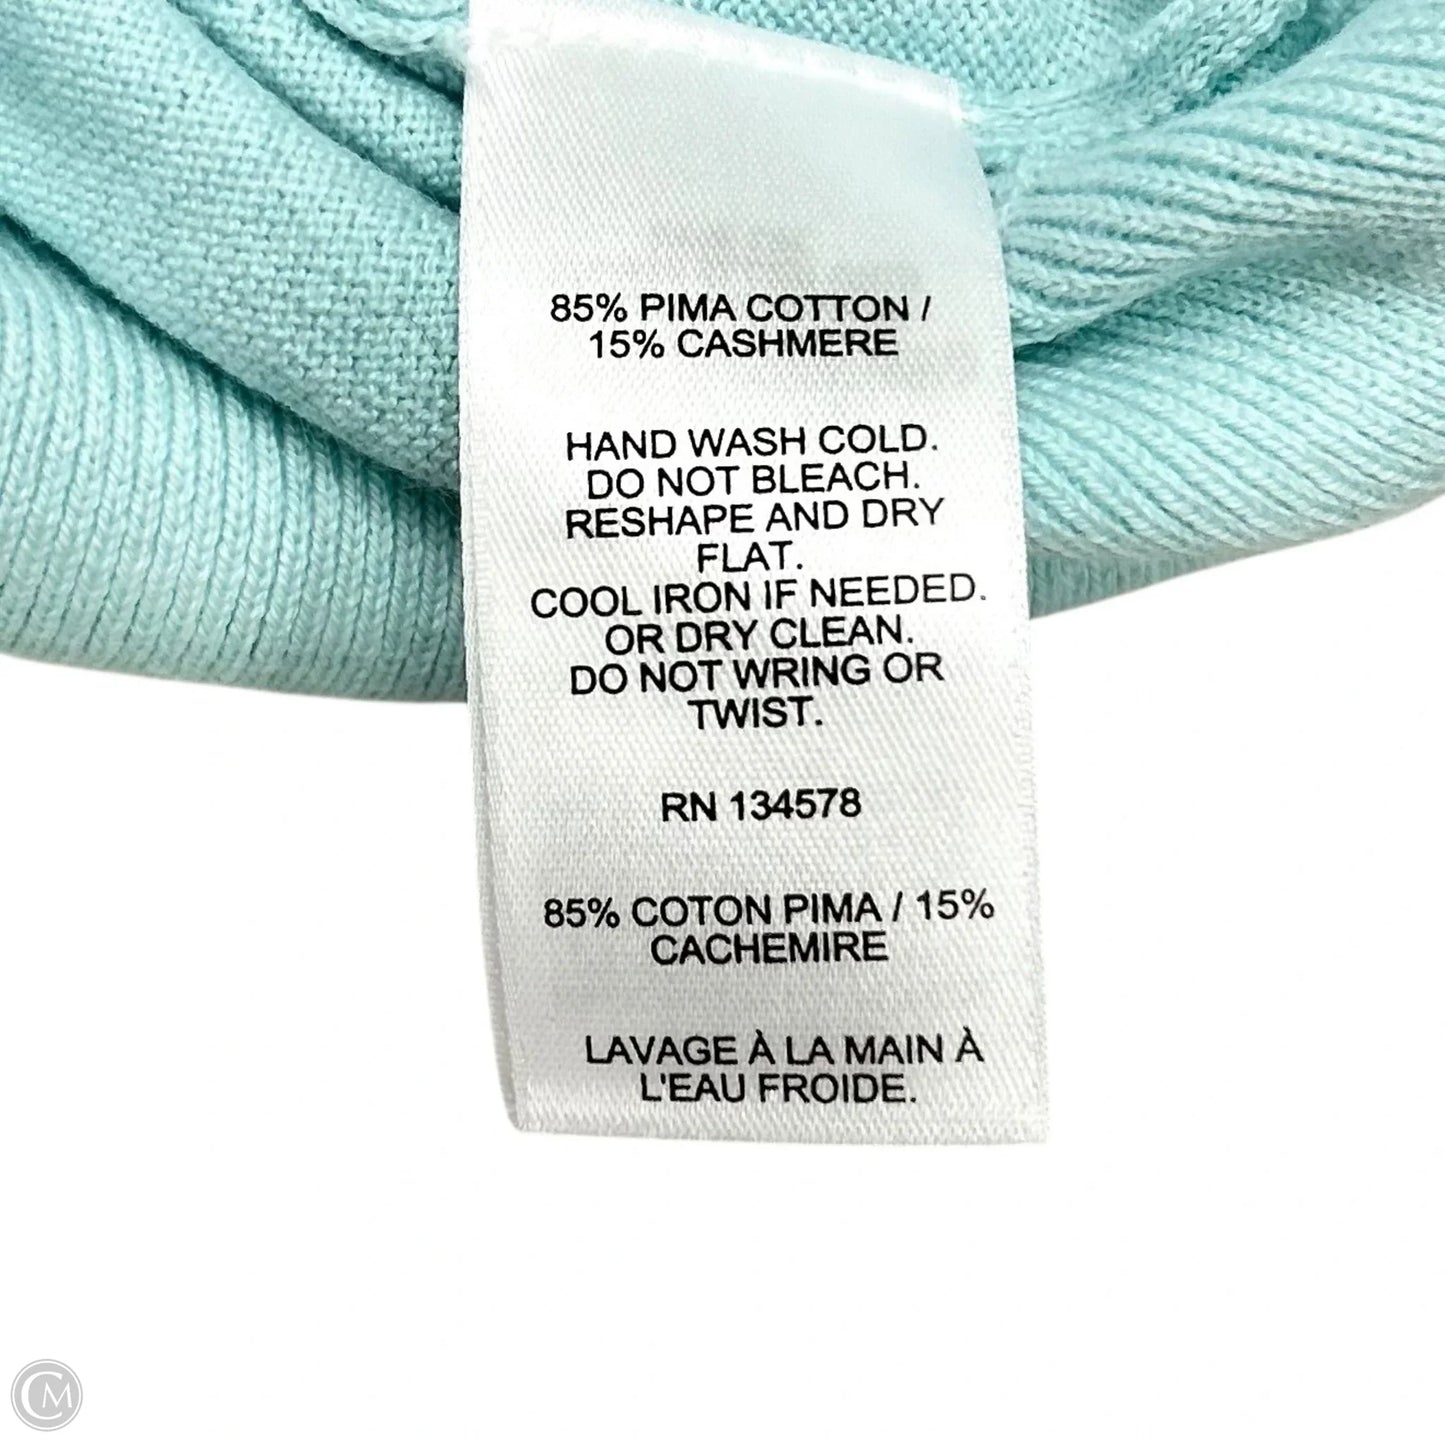 85% PIMA COTTON /
15% CASHMERE
HAND WASH COLD.
DO NOT BLEACH.
RESHAPE AND DRY
FLAT.
COOL IRON IF NEEDED.
OR DRY CLEAN.
DO NOT WRING OR
TWIST.
RN 134578
85% COTON PIMA / 15%
CACHEMIRE
LAVAGE À LA MAIN À
L'EAU FROIDE.
CM